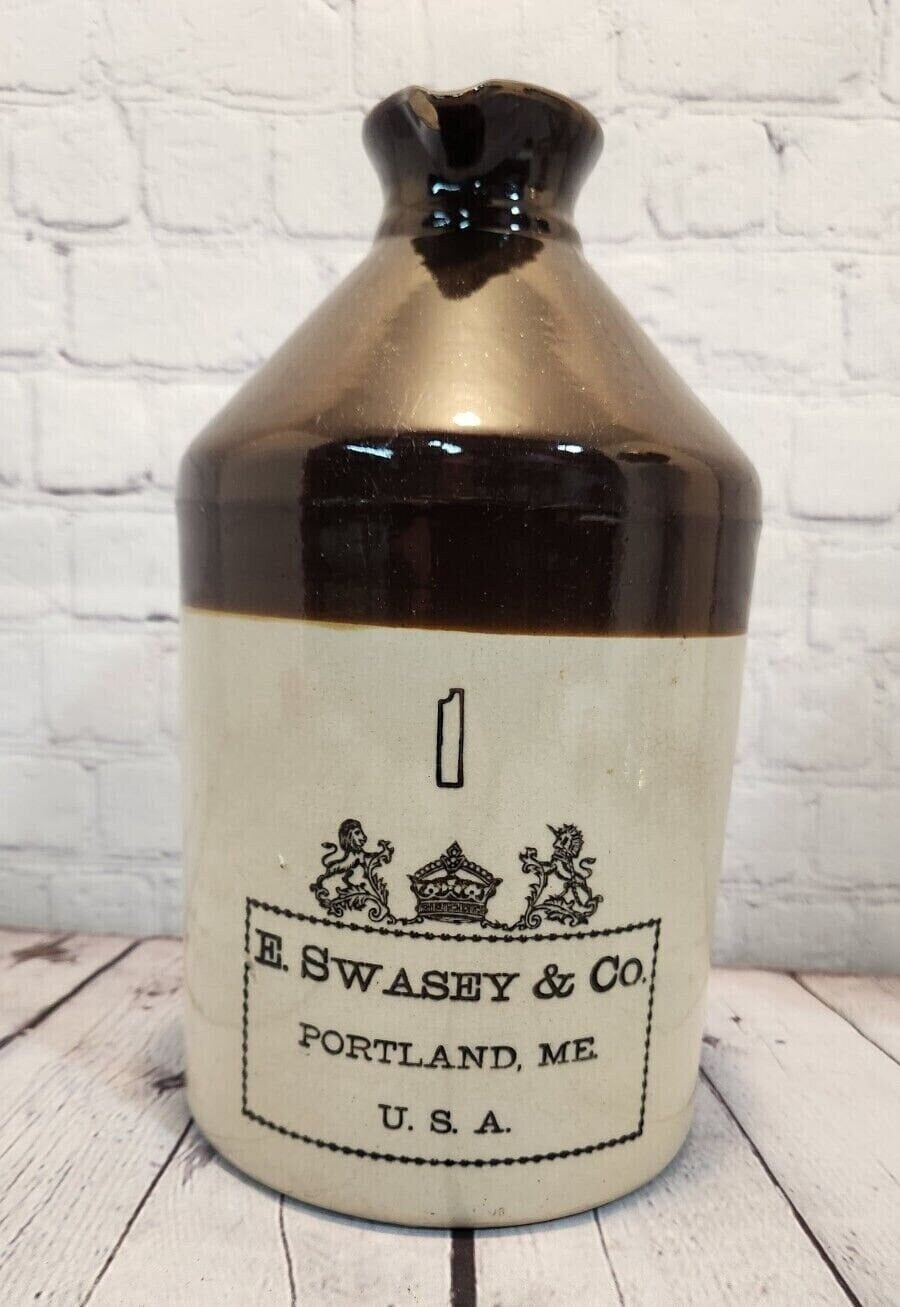 1
E. SWASEY & CO.
PORTLAND, ME.
U. S. A.